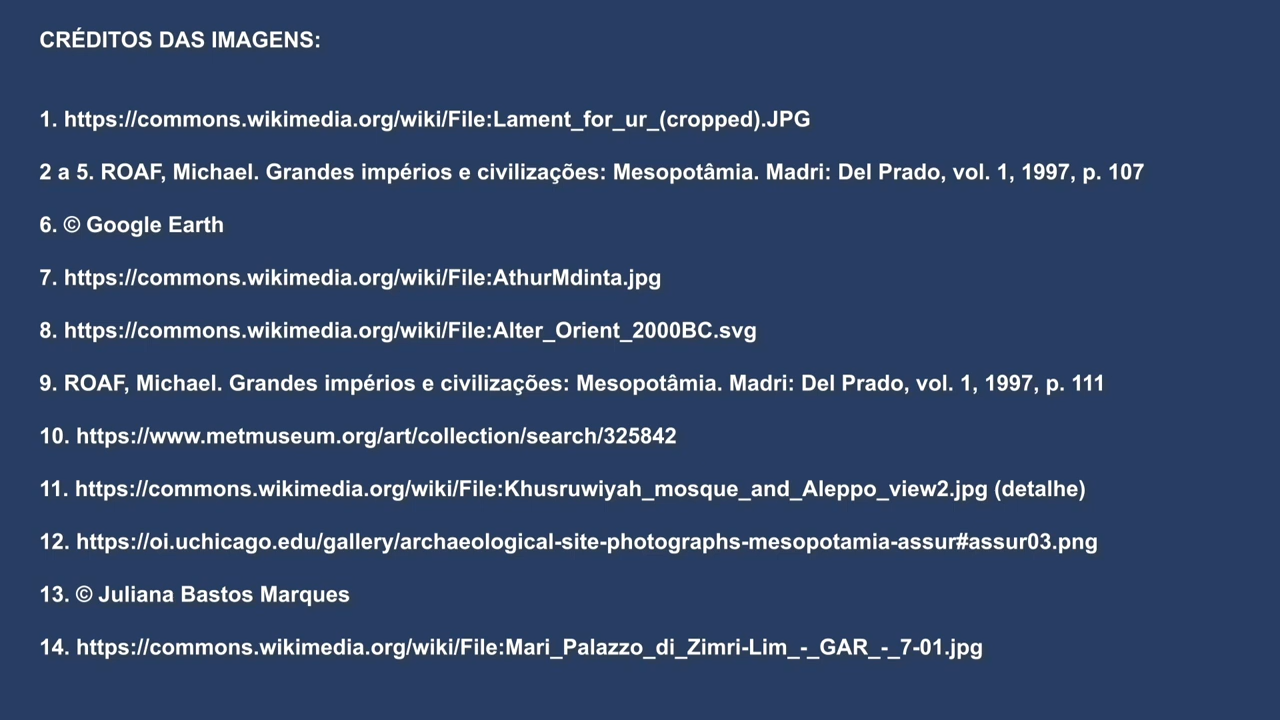 CRÉDITOS DAS IMAGENS:
1. https://commons.wikimedia.org/wiki/File:Lament_for_ur_(cropped).JPG
2 a 5. ROAF, Michael. Grandes impérios e civilizações: Mesopotâmia. Madri: Del Prado, vol. 1, 1997, p. 107
6. © Google Earth
7. https://commons.wikimedia.org/wiki/File:AthurMdinta.jpg
8. https://commons.wikimedia.org/wiki/File:Alter_Orient_2000BC.svg
9. ROAF, Michael. Grandes impérios e civilizações: Mesopotâmia. Madri: Del Prado, vol. 1, 1997, p. 111
10. https://www.metmuseum.org/art/collection/search/325842
11. https://commons.wikimedia.org/wiki/File:Khusruwiyah_mosque_and_Aleppo_view2.jpg (detalhe)
12. https://oi.uchicago.edu/gallery/archaeological-site-photographs-mesopotamia-assur#assur03.png
13. © Juliana Bastos Marques
14. https://commons.wikimedia.org/wiki/File:Mari_Palazzo_di_Zimri-Lim_-_GAR_-_7-01.jpg